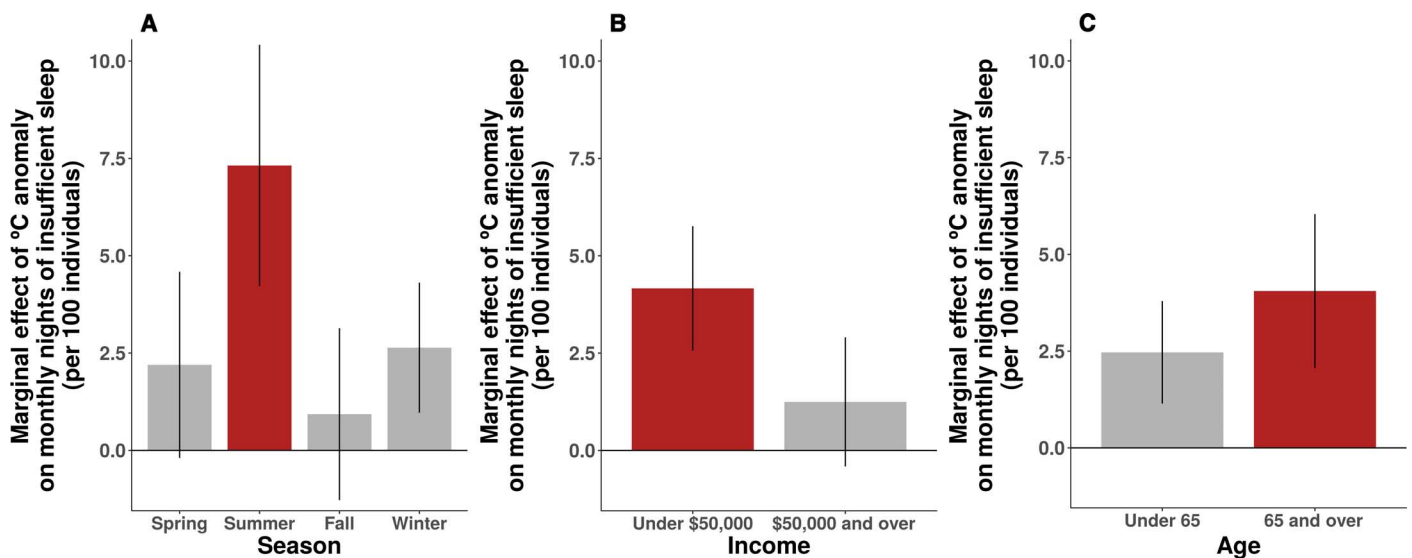 A
Marginal effect of ºC anomaly
on monthly nights of insufficient sleep
(per 100 individuals)
10.0
7.5
5.0
2.5
0.0
Spring Summer Fall Winter
Season
B
Marginal effect of ºC anomaly
on monthly nights of insufficient sleep
(per 100 individuals)
10.0
7.5
5.0
2.5
0.0
Under $50,000 $50,000 and over
Income
C
Marginal effect of ºC anomaly
on monthly nights of insufficient sleep
(per 100 individuals)
10.0
7.5
5.0
2.5
0.0
Under 65 65 and over
Age